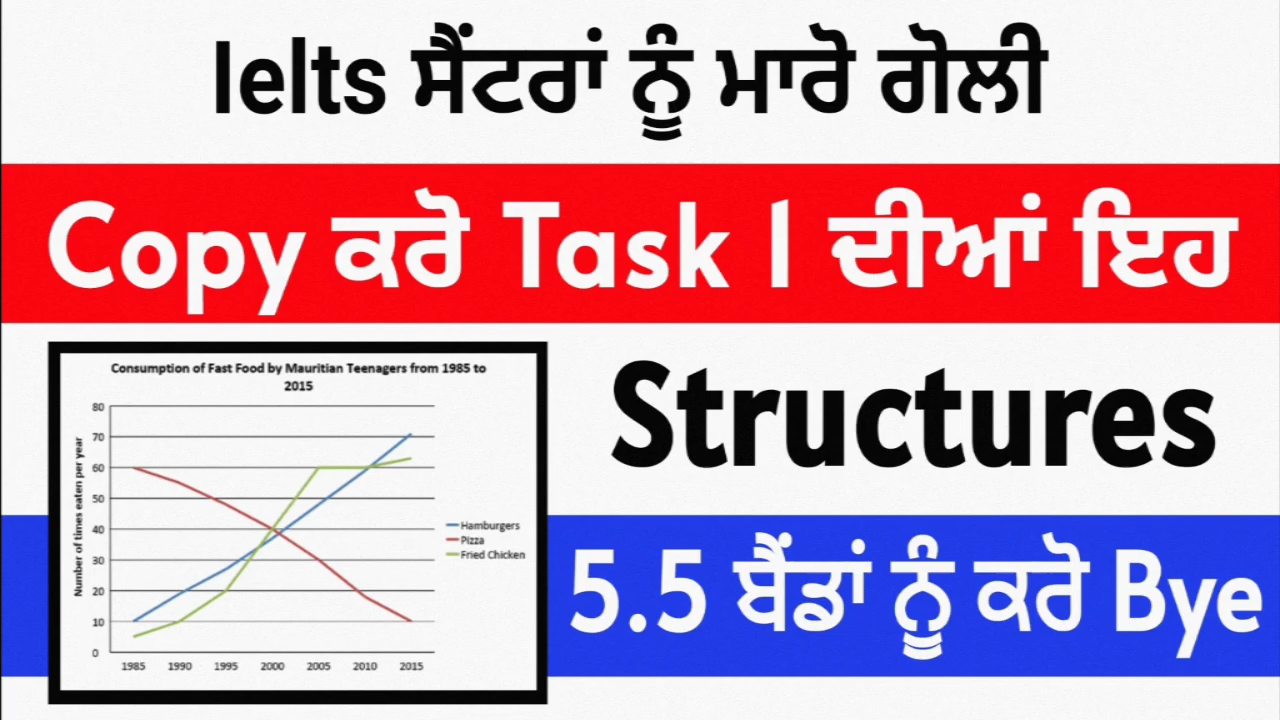 Ielts ਸੈਂਟਰਾਂ ਨੂੰ ਮਾਰੋ ਗੋਲੀ
Copy ਕਰੋ Task 1 ਦੀਆਂ ਇਹ
Structures
5.5 ਬੈਂਡਾਂ ਨੂੰ ਕਰੋ Bye
Consumption of Fast Food by Mauritian Teenagers from 1985 to
2015
Number of times eaten per year
80
70
60
50
40
30
20
10
0
1985 1990 1995 2000 2005 2010 2015
Hamburgers
Pizza
Fried Chicken